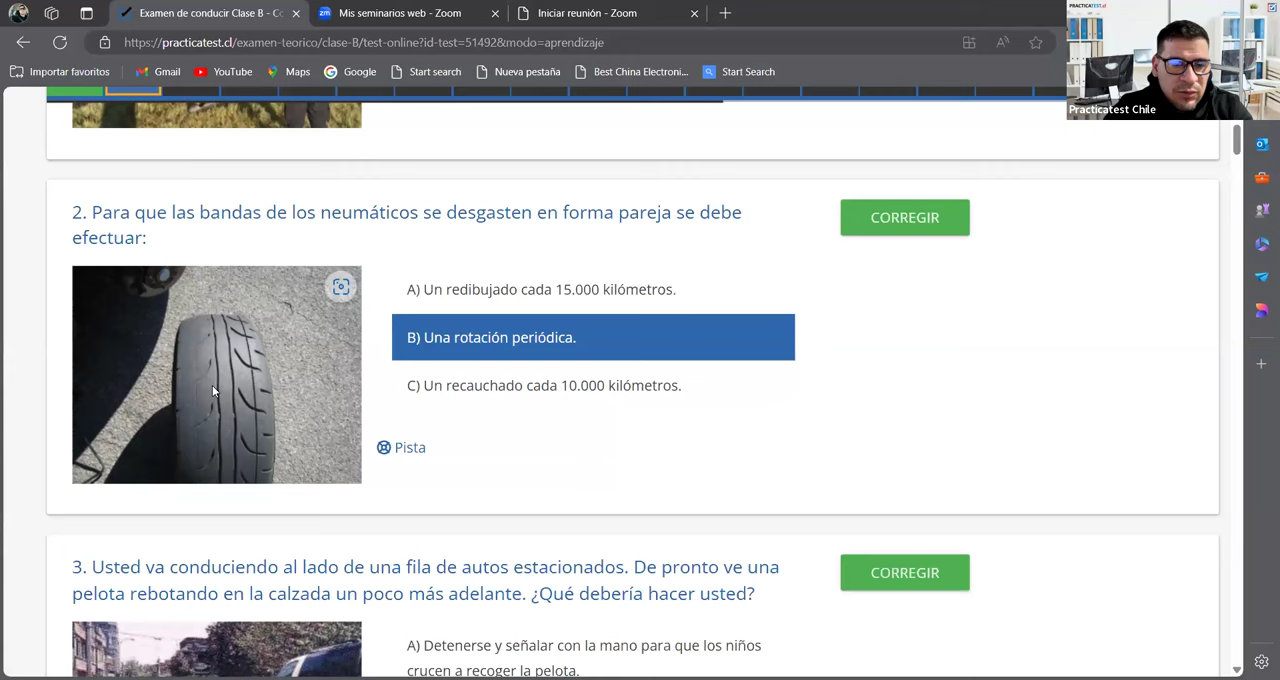 Examen de conducir Clase B - Co
Mis seminarios web - Zoom
Iniciar reunión - Zoom
https://practicatest.cl/examen-teorico/clase-B/test-online?id-test=51492&modo=aprendizaje
Importar favoritos
Gmail
YouTube
Maps
Google
Start search
Nueva pestaña
Best China Electroni...
Start Search
PRACTICATEST.cl
Practicatest Chile
2. Para que las bandas de los neumáticos se desgasten en forma pareja se debe
efectuar:
CORREGIR
A) Un redibujado cada 15.000 kilómetros.
B) Una rotación periódica.
C) Un recauchado cada 10.000 kilómetros.
Pista
3. Usted va conduciendo al lado de una fila de autos estacionados. De pronto ve una
pelota rebotando en la calzada un poco más adelante. ¿Qué debería hacer usted?
CORREGIR
A) Detenerse y señalar con la mano para que los niños
crucen a recoger la pelota.